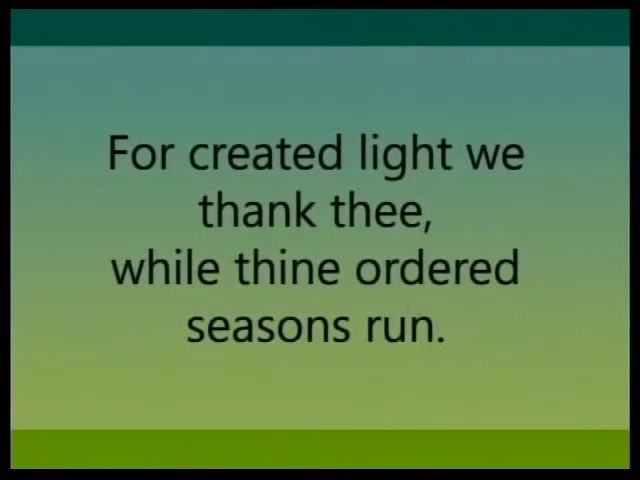 For created light we
thank thee,
while thine ordered
seasons run.